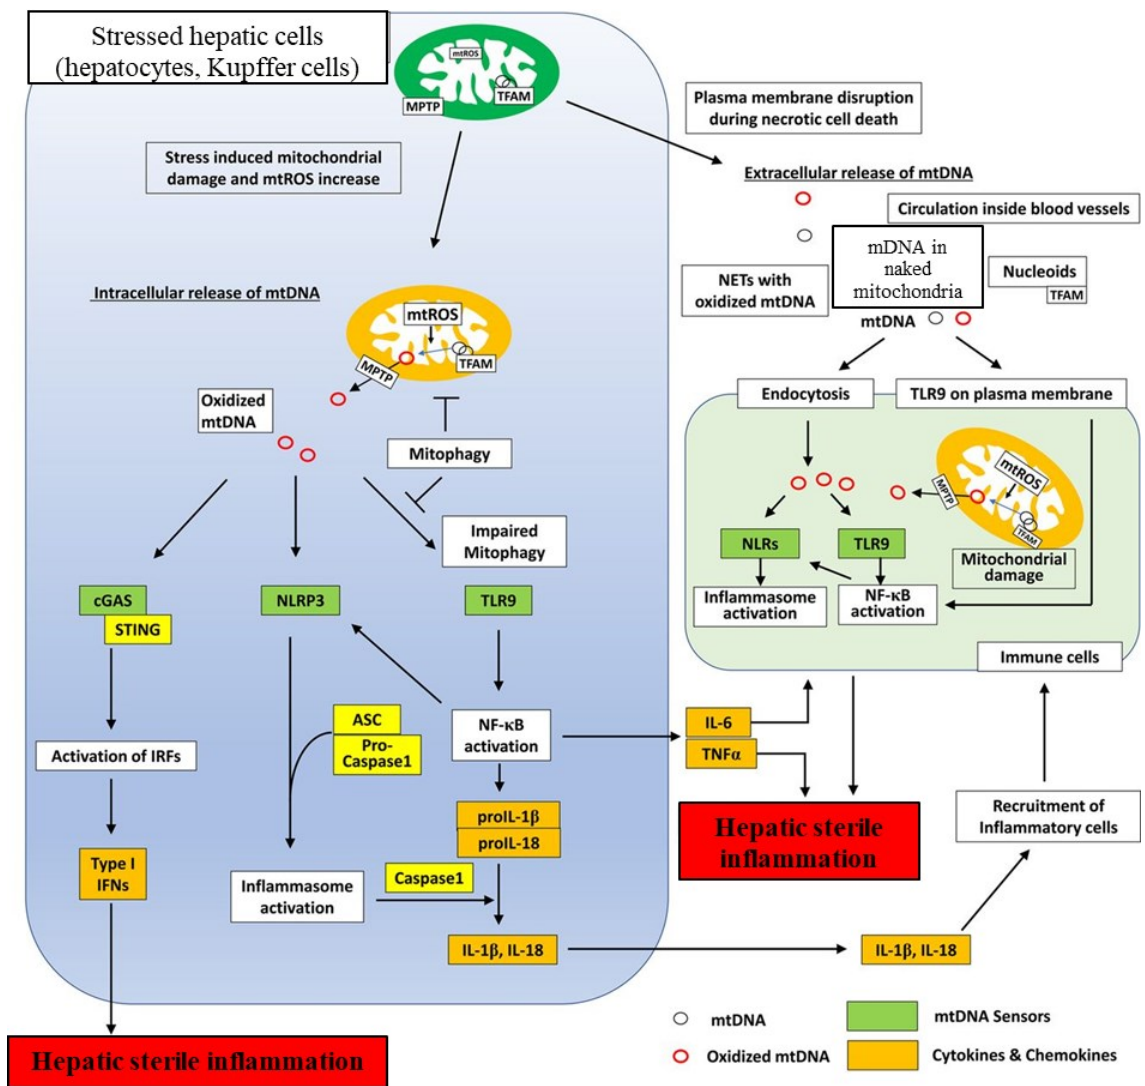 Stressed hepatic cells
(hepatocytes, Kupffer cells)
mtROS
TFAM
MPTP
Plasma membrane disruption
during necrotic cell death
Stress induced mitochondrial
damage and mtROS increase
Extracellular release of mtDNA
Circulation inside blood vessels
mDNA in
naked
mitochondria
NETs with
oxidized mtDNA
Nucleoids
TFAM
mtDNA
Intracellular release of mtDNA
mtROS
TFAM
MPTP
Oxidized
mtDNA
Mitophagy
Impaired
Mitophagy
Endocytosis
TLR9 on plasma membrane
mtROS
MPTP
TFAM
Mitochondrial
damage
NLRs
TLR9
Inflammasome
activation
NF-κB
activation
Immune cells
cGAS
STING
NLRP3
TLR9
ASC
Pro-
Caspase1
NF-κB
activation
IL-6
TNFα
Activation of IRFs
proIL-1β
proIL-18
Hepatic sterile
inflammation
Recruitment of
Inflammatory cells
Type I
IFNs
Inflammasome
activation
Caspase1
IL-1β, IL-18
IL-1β, IL-18
Hepatic sterile inflammation
mtDNA
mtDNA Sensors
Oxidized mtDNA
Cytokines & Chemokines